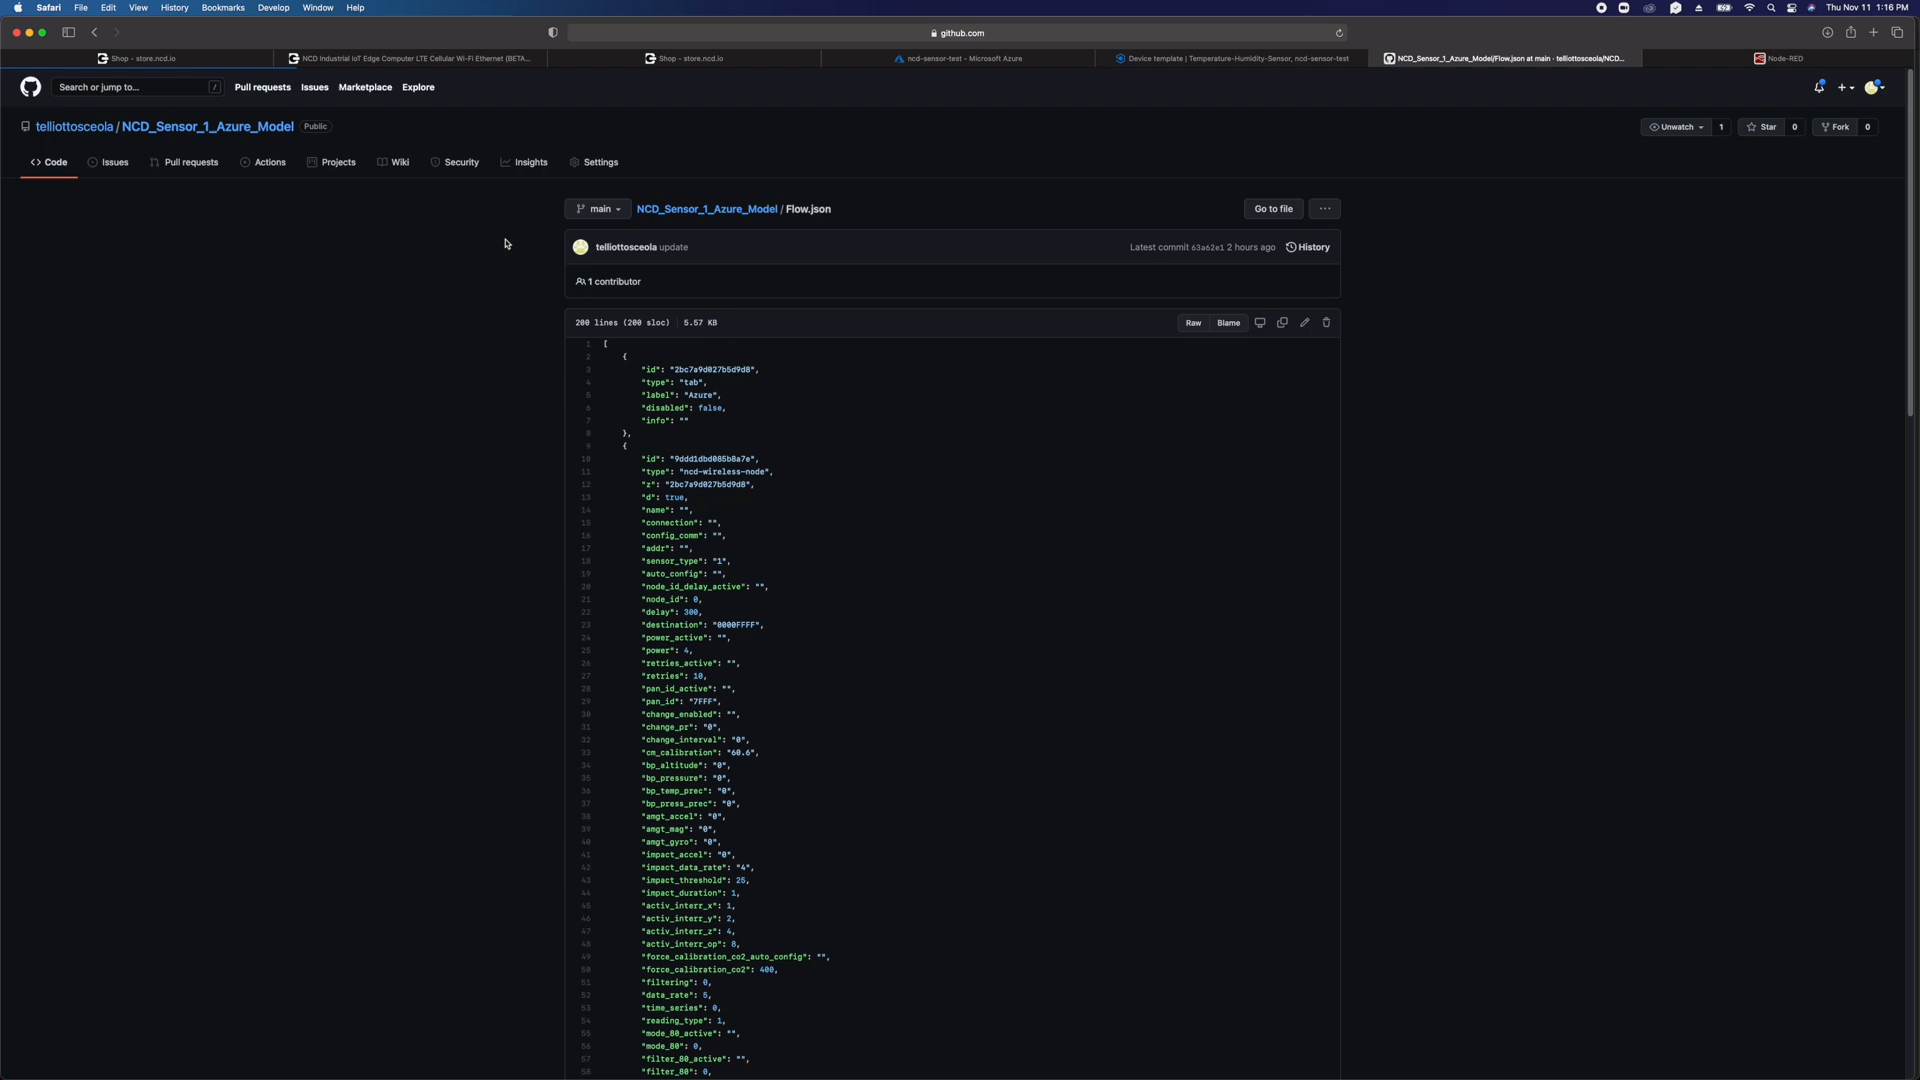 Safari File Edit View History Bookmarks Develop Window Help Thu Nov 11 1:16 PM
github.com
Shop - store.ncd.io NCD Industrial IoT Edge Computer LTE Cellular Wi-Fi Ethernet (BETA... Shop - store.ncd.io ncd-sensor-test - Microsoft Azure Device template | Temperature-Humidity-Sensor, ncd-sensor-test NCD_Sensor_1_Azure_Model/Flow.json at main · telliottosceola/NCD... Node-RED
Search or jump to... / Pull requests Issues Marketplace Explore
telliottosceola / NCD_Sensor_1_Azure_Model Public Unwatch 1 Star 0 Fork 0
Code Issues Pull requests Actions Projects Wiki Security Insights Settings
main NCD_Sensor_1_Azure_Model / Flow.json Go to file ...
telliottosceola update Latest commit 63a62e1 2 hours ago History
1 contributor
200 lines (200 sloc) 5.57 KB Raw Blame
1 [
2 {
3 "id": "2bc7a9d027b5d9d8",
4 "type": "tab",
5 "label": "Azure",
6 "disabled": false,
7 "info": ""
8 },
9 {
10 "id": "9ddd1dbd085b8a7e",
11 "type": "ncd-wireless-node",
12 "z": "2bc7a9d027b5d9d8",
13 "d": true,
14 "name": "",
15 "connection": "",
16 "config_comm": "",
17 "addr": "",
18 "sensor_type": "1",
19 "auto_config": "",
20 "node_id_delay_active": "",
21 "node_id": 0,
22 "delay": 300,
23 "destination": "0000FFFF",
24 "power_active": "",
25 "power": 4,
26 "retries_active": "",
27 "retries": 10,
28 "pan_id_active": "",
29 "pan_id": "7FFF",
30 "change_enabled": "",
31 "change_pr": "0",
32 "change_interval": "0",
33 "cm_calibration": "60.6",
34 "bp_altitude": "0",
35 "bp_pressure": "0",
36 "bp_temp_prec": "0",
37 "bp_press_prec": "0",
38 "amgt_accel": "0",
39 "amgt_mag": "0",
40 "amgt_gyro": "0",
41 "impact_accel": "0",
42 "impact_data_rate": "4",
43 "impact_threshold": 25,
44 "impact_duration": 1,
45 "activ_interr_x": 1,
46 "activ_interr_y": 2,
47 "activ_interr_z": 4,
48 "activ_interr_op": 8,
49 "force_calibration_co2_auto_config": "",
50 "force_calibration_co2": 400,
51 "filtering": 0,
52 "data_rate": 5,
53 "time_series": 0,
54 "reading_type": 1,
55 "mode_80_active": "",
56 "mode_80": 0,
57 "filter_80_active": "",
58 "filter_80": 0,